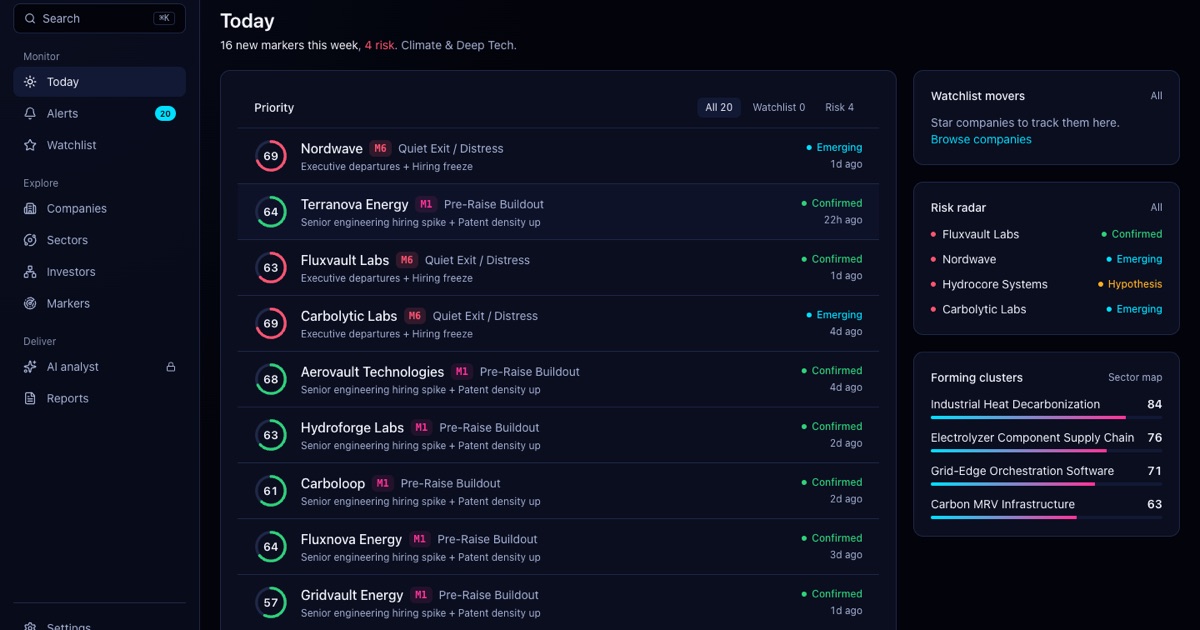 Search ⌘K
Monitor
Today
Alerts 20
Watchlist
Explore
Companies
Sectors
Investors
Markers
Deliver
AI analyst
Reports
Settings
Today
16 new markers this week, 4 risk. Climate & Deep Tech.
Priority All 20 Watchlist 0 Risk 4
69 Nordwave M6 Quiet Exit / Distress Emerging
Executive departures + Hiring freeze 1d ago
64 Terranova Energy M1 Pre-Raise Buildout Confirmed
Senior engineering hiring spike + Patent density up 22h ago
63 Fluxvault Labs M6 Quiet Exit / Distress Confirmed
Executive departures + Hiring freeze 1d ago
69 Carbolytic Labs M6 Quiet Exit / Distress Emerging
Executive departures + Hiring freeze 4d ago
68 Aerovault Technologies M1 Pre-Raise Buildout Confirmed
Senior engineering hiring spike + Patent density up 4d ago
63 Hydroforge Labs M1 Pre-Raise Buildout Confirmed
Senior engineering hiring spike + Patent density up 2d ago
61 Carboloop M1 Pre-Raise Buildout Confirmed
Senior engineering hiring spike + Patent density up 2d ago
64 Fluxnova Energy M1 Pre-Raise Buildout Confirmed
Senior engineering hiring spike + Patent density up 3d ago
57 Gridvault Energy M1 Pre-Raise Buildout Confirmed
Senior engineering hiring spike + Patent density up 1d ago
Watchlist movers All
Star companies to track them here.
Browse companies
Risk radar All
Fluxvault Labs Confirmed
Nordwave Emerging
Hydrocore Systems Hypothesis
Carbolytic Labs Emerging
Forming clusters Sector map
Industrial Heat Decarbonization 84
Electrolyzer Component Supply Chain 76
Grid-Edge Orchestration Software 71
Carbon MRV Infrastructure 63